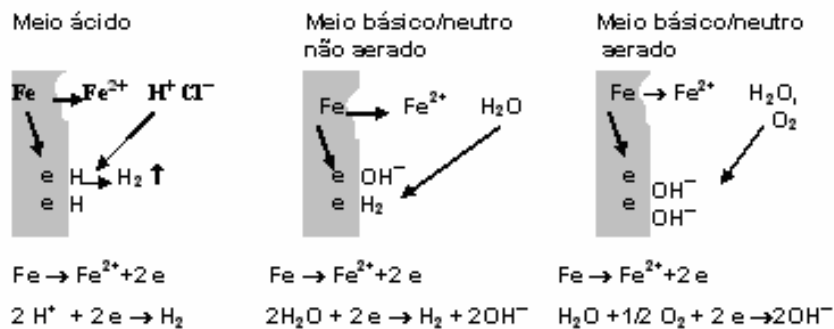 Meio ácido
Fe → Fe²⁺ H⁺ Cl⁻
e H → H₂ ↑
e H
Fe → Fe²⁺+2 e
2 H⁺ + 2 e → H₂
Meio básico/neutro
não aerado
Fe → Fe²⁺ H₂O
e OH⁻
e H₂
Fe → Fe²⁺+2 e
2H₂O + 2 e → H₂ + 2OH⁻
Meio básico/neutro
aerado
Fe → Fe²⁺ H₂O,
O₂
e OH⁻
e OH⁻
Fe → Fe²⁺+2 e
H₂O +1/2 O₂ + 2 e →2OH⁻